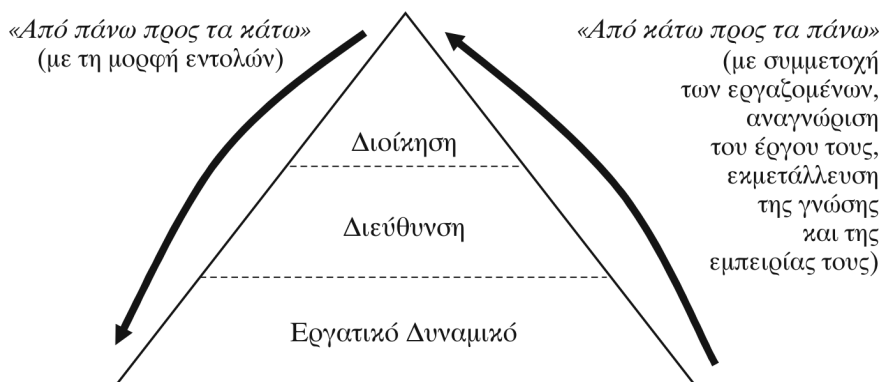 «Από πάνω προς τα κάτω»
(με τη μορφή εντολών)
«Από κάτω προς τα πάνω»
(με συμμετοχή
των εργαζομένων,
αναγνώριση
του έργου τους,
εκμετάλλευση
της γνώσης
και της
εμπειρίας τους)
Διοίκηση
Διεύθυνση
Εργατικό Δυναμικό